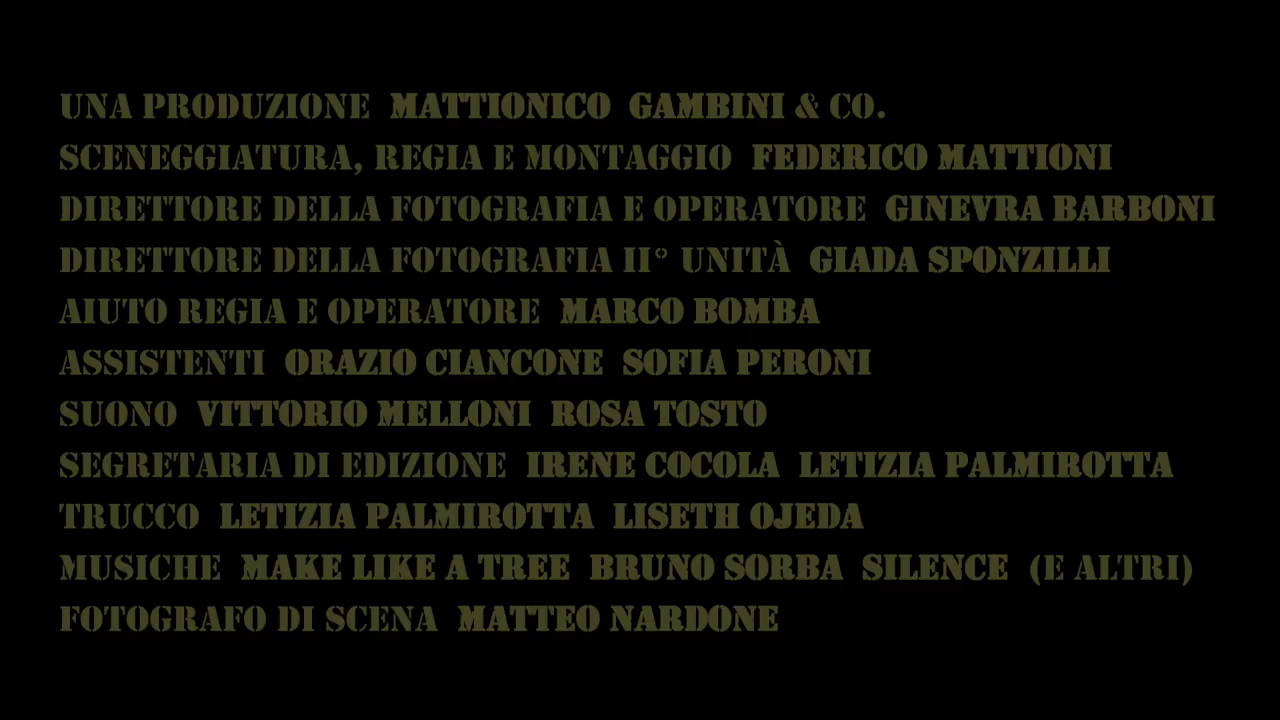 UNA PRODUZIONE MATTIONICO GAMBINI & CO.
SCENEGGIATURA, REGIA E MONTAGGIO FEDERICO MATTIONI
DIRETTORE DELLA FOTOGRAFIA E OPERATORE GINEVRA BARBONI
DIRETTORE DELLA FOTOGRAFIA II° UNITÀ GIADA SPONZILLI
AIUTO REGIA E OPERATORE MARCO BOMBA
ASSISTENTI ORAZIO CIANCONE SOFIA PERONI
SUONO VITTORIO MELLONI ROSA TOSTO
SEGRETARIA DI EDIZIONE IRENE COCOLA LETIZIA PALMIROTTA
TRUCCO LETIZIA PALMIROTTA LISETH OJEDA
MUSICHE MAKE LIKE A TREE BRUNO SORBA SILENCE (E ALTRI)
FOTOGRAFO DI SCENA MATTEO NARDONE